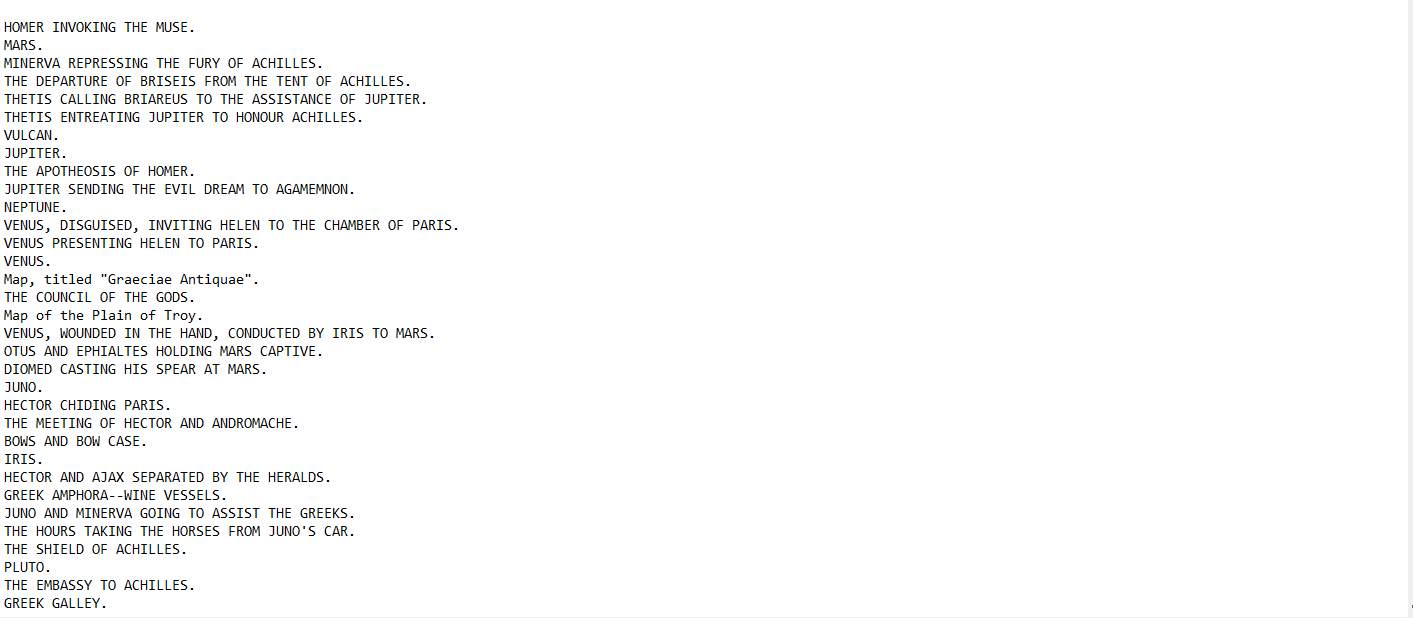 HOMER INVOKING THE MUSE.
MARS.
MINERVA REPRESSING THE FURY OF ACHILLES.
THE DEPARTURE OF BRISEIS FROM THE TENT OF ACHILLES.
THETIS CALLING BRIAREUS TO THE ASSISTANCE OF JUPITER.
THETIS ENTREATING JUPITER TO HONOUR ACHILLES.
VULCAN.
JUPITER.
THE APOTHEOSIS OF HOMER.
JUPITER SENDING THE EVIL DREAM TO AGAMEMNON.
NEPTUNE.
VENUS, DISGUISED, INVITING HELEN TO THE CHAMBER OF PARIS.
VENUS PRESENTING HELEN TO PARIS.
VENUS.
Map, titled "Graeciae Antiquae".
THE COUNCIL OF THE GODS.
Map of the Plain of Troy.
VENUS, WOUNDED IN THE HAND, CONDUCTED BY IRIS TO MARS.
OTUS AND EPHIALTES HOLDING MARS CAPTIVE.
DIOMED CASTING HIS SPEAR AT MARS.
JUNO.
HECTOR CHIDING PARIS.
THE MEETING OF HECTOR AND ANDROMACHE.
BOWS AND BOW CASE.
IRIS.
HECTOR AND AJAX SEPARATED BY THE HERALDS.
GREEK AMPHORA--WINE VESSELS.
JUNO AND MINERVA GOING TO ASSIST THE GREEKS.
THE HOURS TAKING THE HORSES FROM JUNO'S CAR.
THE SHIELD OF ACHILLES.
PLUTO.
THE EMBASSY TO ACHILLES.
GREEK GALLEY.